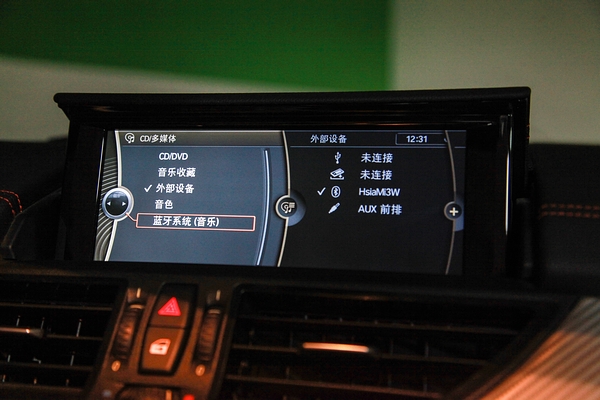 CD/多媒体
CD/DVD
音乐收藏
外部设备
音色
蓝牙系统 (音乐)
外部设备
12:31
未连接
未连接
HsiaMi3W
AUX 前排